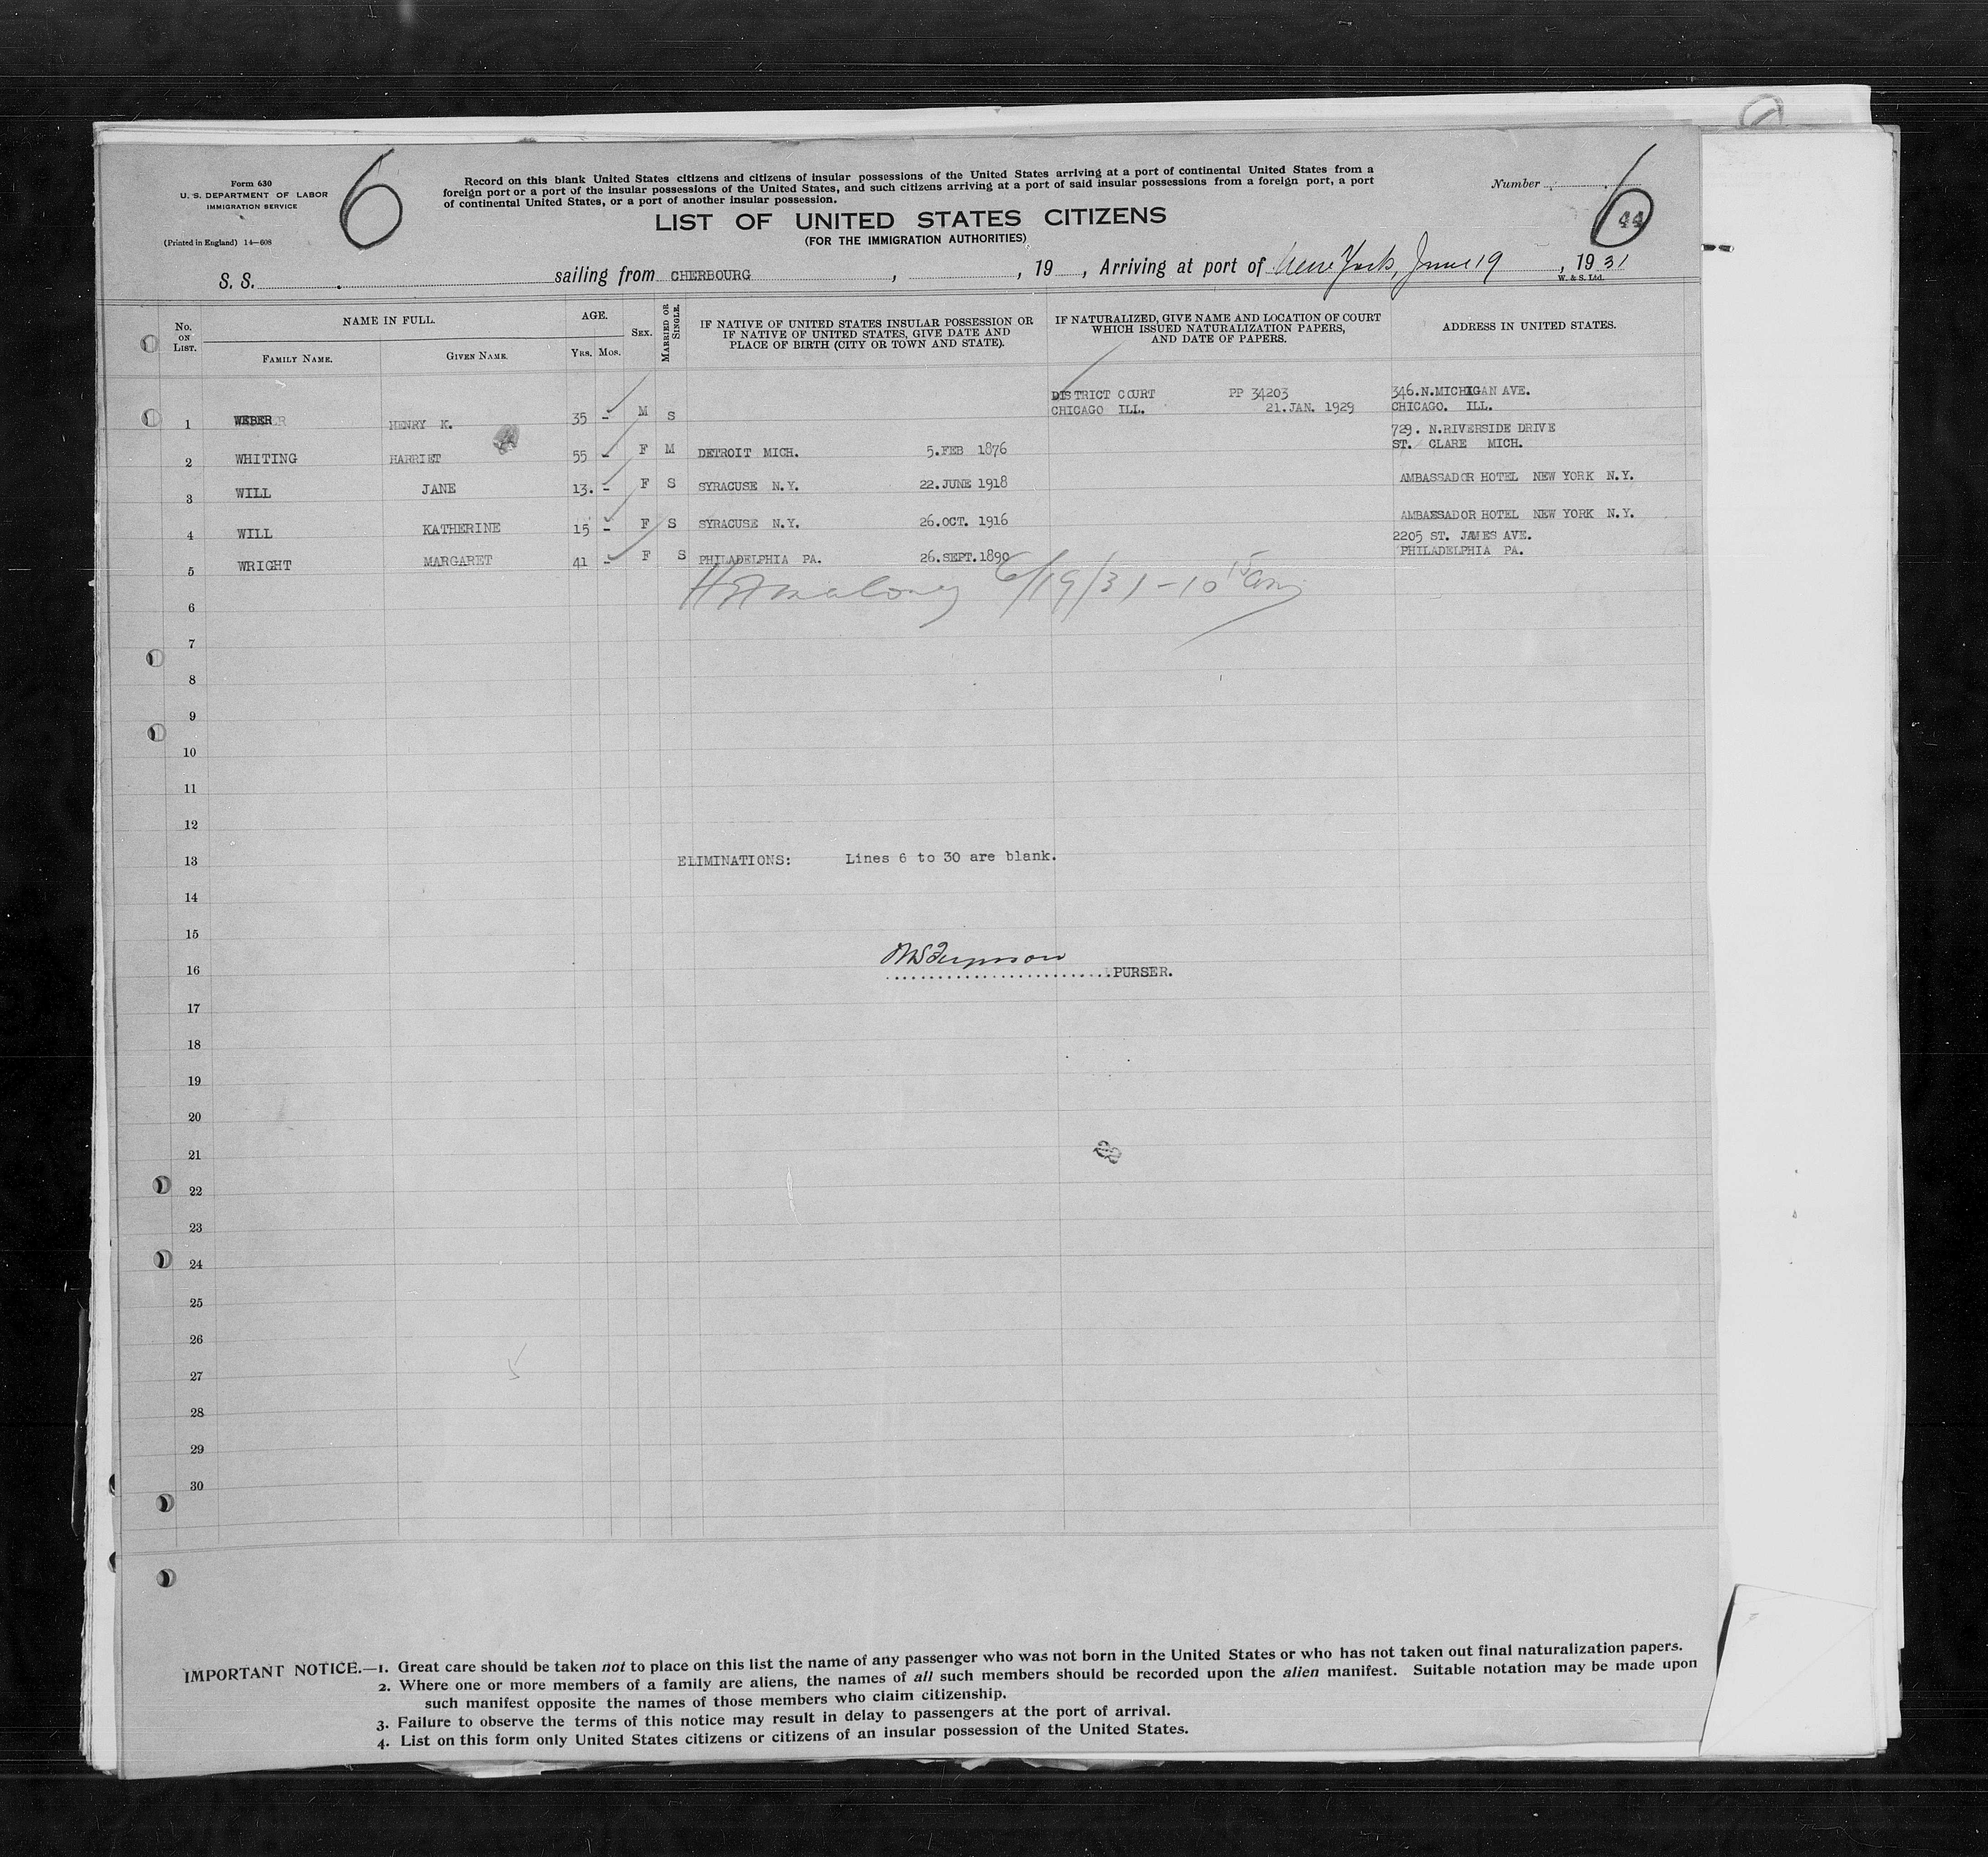 Form 630
U. S. DEPARTMENT OF LABOR
IMMIGRATION SERVICE
(Printed in England) 14—608
6
Record on this blank United States citizens and citizens of insular possessions of the United States arriving at a port of continental United States from a
foreign port or a port of the insular possessions of the United States, and such citizens arriving at a port of said insular possessions from a foreign port, a port
of continental United States, or a port of another insular possession.
Number
6
44
LIST OF UNITED STATES CITIZENS
(FOR THE IMMIGRATION AUTHORITIES)
S. S. sailing from CHERBOURG , , 19 , Arriving at port of New York, June 19 , 1931
W. & S. Ltd.
No. ON LIST.
NAME IN FULL.
FAMILY NAME.
GIVEN NAME.
AGE.
YRS. MOS.
SEX.
MARRIED OR SINGLE.
IF NATIVE OF UNITED STATES INSULAR POSSESSION OR
IF NATIVE OF UNITED STATES, GIVE DATE AND
PLACE OF BIRTH (CITY OR TOWN AND STATE).
IF NATURALIZED, GIVE NAME AND LOCATION OF COURT
WHICH ISSUED NATURALIZATION PAPERS,
AND DATE OF PAPERS.
ADDRESS IN UNITED STATES.
DISTRICT COURT PP 34203 346.N.MICHIGAN AVE.
1 WEBER HENRY K. 35 - M S CHICAGO ILL. 21.JAN. 1929 CHICAGO. ILL.
729. N.RIVERSIDE DRIVE
2 WHITING HARRIET 55 - F M DETROIT MICH. 5.FEB 1876 ST. CLARE MICH.
3 WILL JANE 13. - F S SYRACUSE N.Y. 22.JUNE 1918 AMBASSADOR HOTEL NEW YORK N.Y.
4 WILL KATHERINE 15 - F S SYRACUSE N.Y. 26.OCT. 1916 AMBASSADOR HOTEL NEW YORK N.Y.
2205 ST. JAMES AVE.
5 WRIGHT MARGARET 41 - F S PHILADELPHIA PA. 26.SEPT.1890 PHILADELPHIA PA.
6 6/19/31 - 10 15 am
7
8
9
10
11
12
13 ELIMINATIONS: Lines 6 to 30 are blank.
14
15
16 PURSER.
17
18
19
20
21
22
23
24
25
26
27
28
29
30
IMPORTANT NOTICE.—1. Great care should be taken not to place on this list the name of any passenger who was not born in the United States or who has not taken out final naturalization papers.
2. Where one or more members of a family are aliens, the names of all such members should be recorded upon the alien manifest. Suitable notation may be made upon
such manifest opposite the names of those members who claim citizenship.
3. Failure to observe the terms of this notice may result in delay to passengers at the port of arrival.
4. List on this form only United States citizens or citizens of an insular possession of the United States.